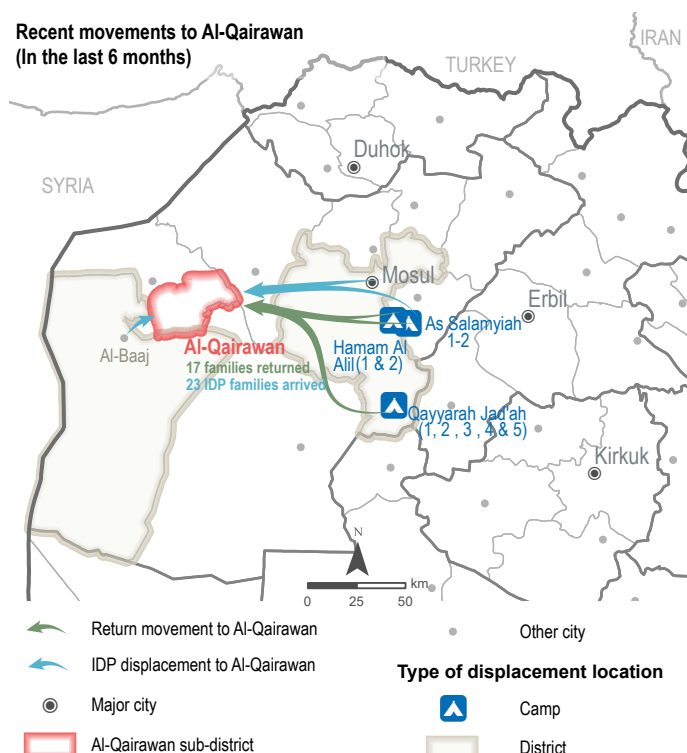 Recent movements to Al-Qairawan
(In the last 6 months)
IRAN
TURKEY
Duhok
SYRIA
Mosul
Erbil
As Salamyiah
1-2
Al-Baaj
Al-Qairawan
Hamam Al
Alil (1 & 2)
17 families returned
23 IDP families arrived
Qayyarah Jad'ah
(1, 2 , 3 , 4 & 5)
Kirkuk
N
km
0 25 50
Return movement to Al-Qairawan
Other city
IDP displacement to Al-Qairawan
Type of displacement location
Major city
Camp
Al-Qairawan sub-district
District